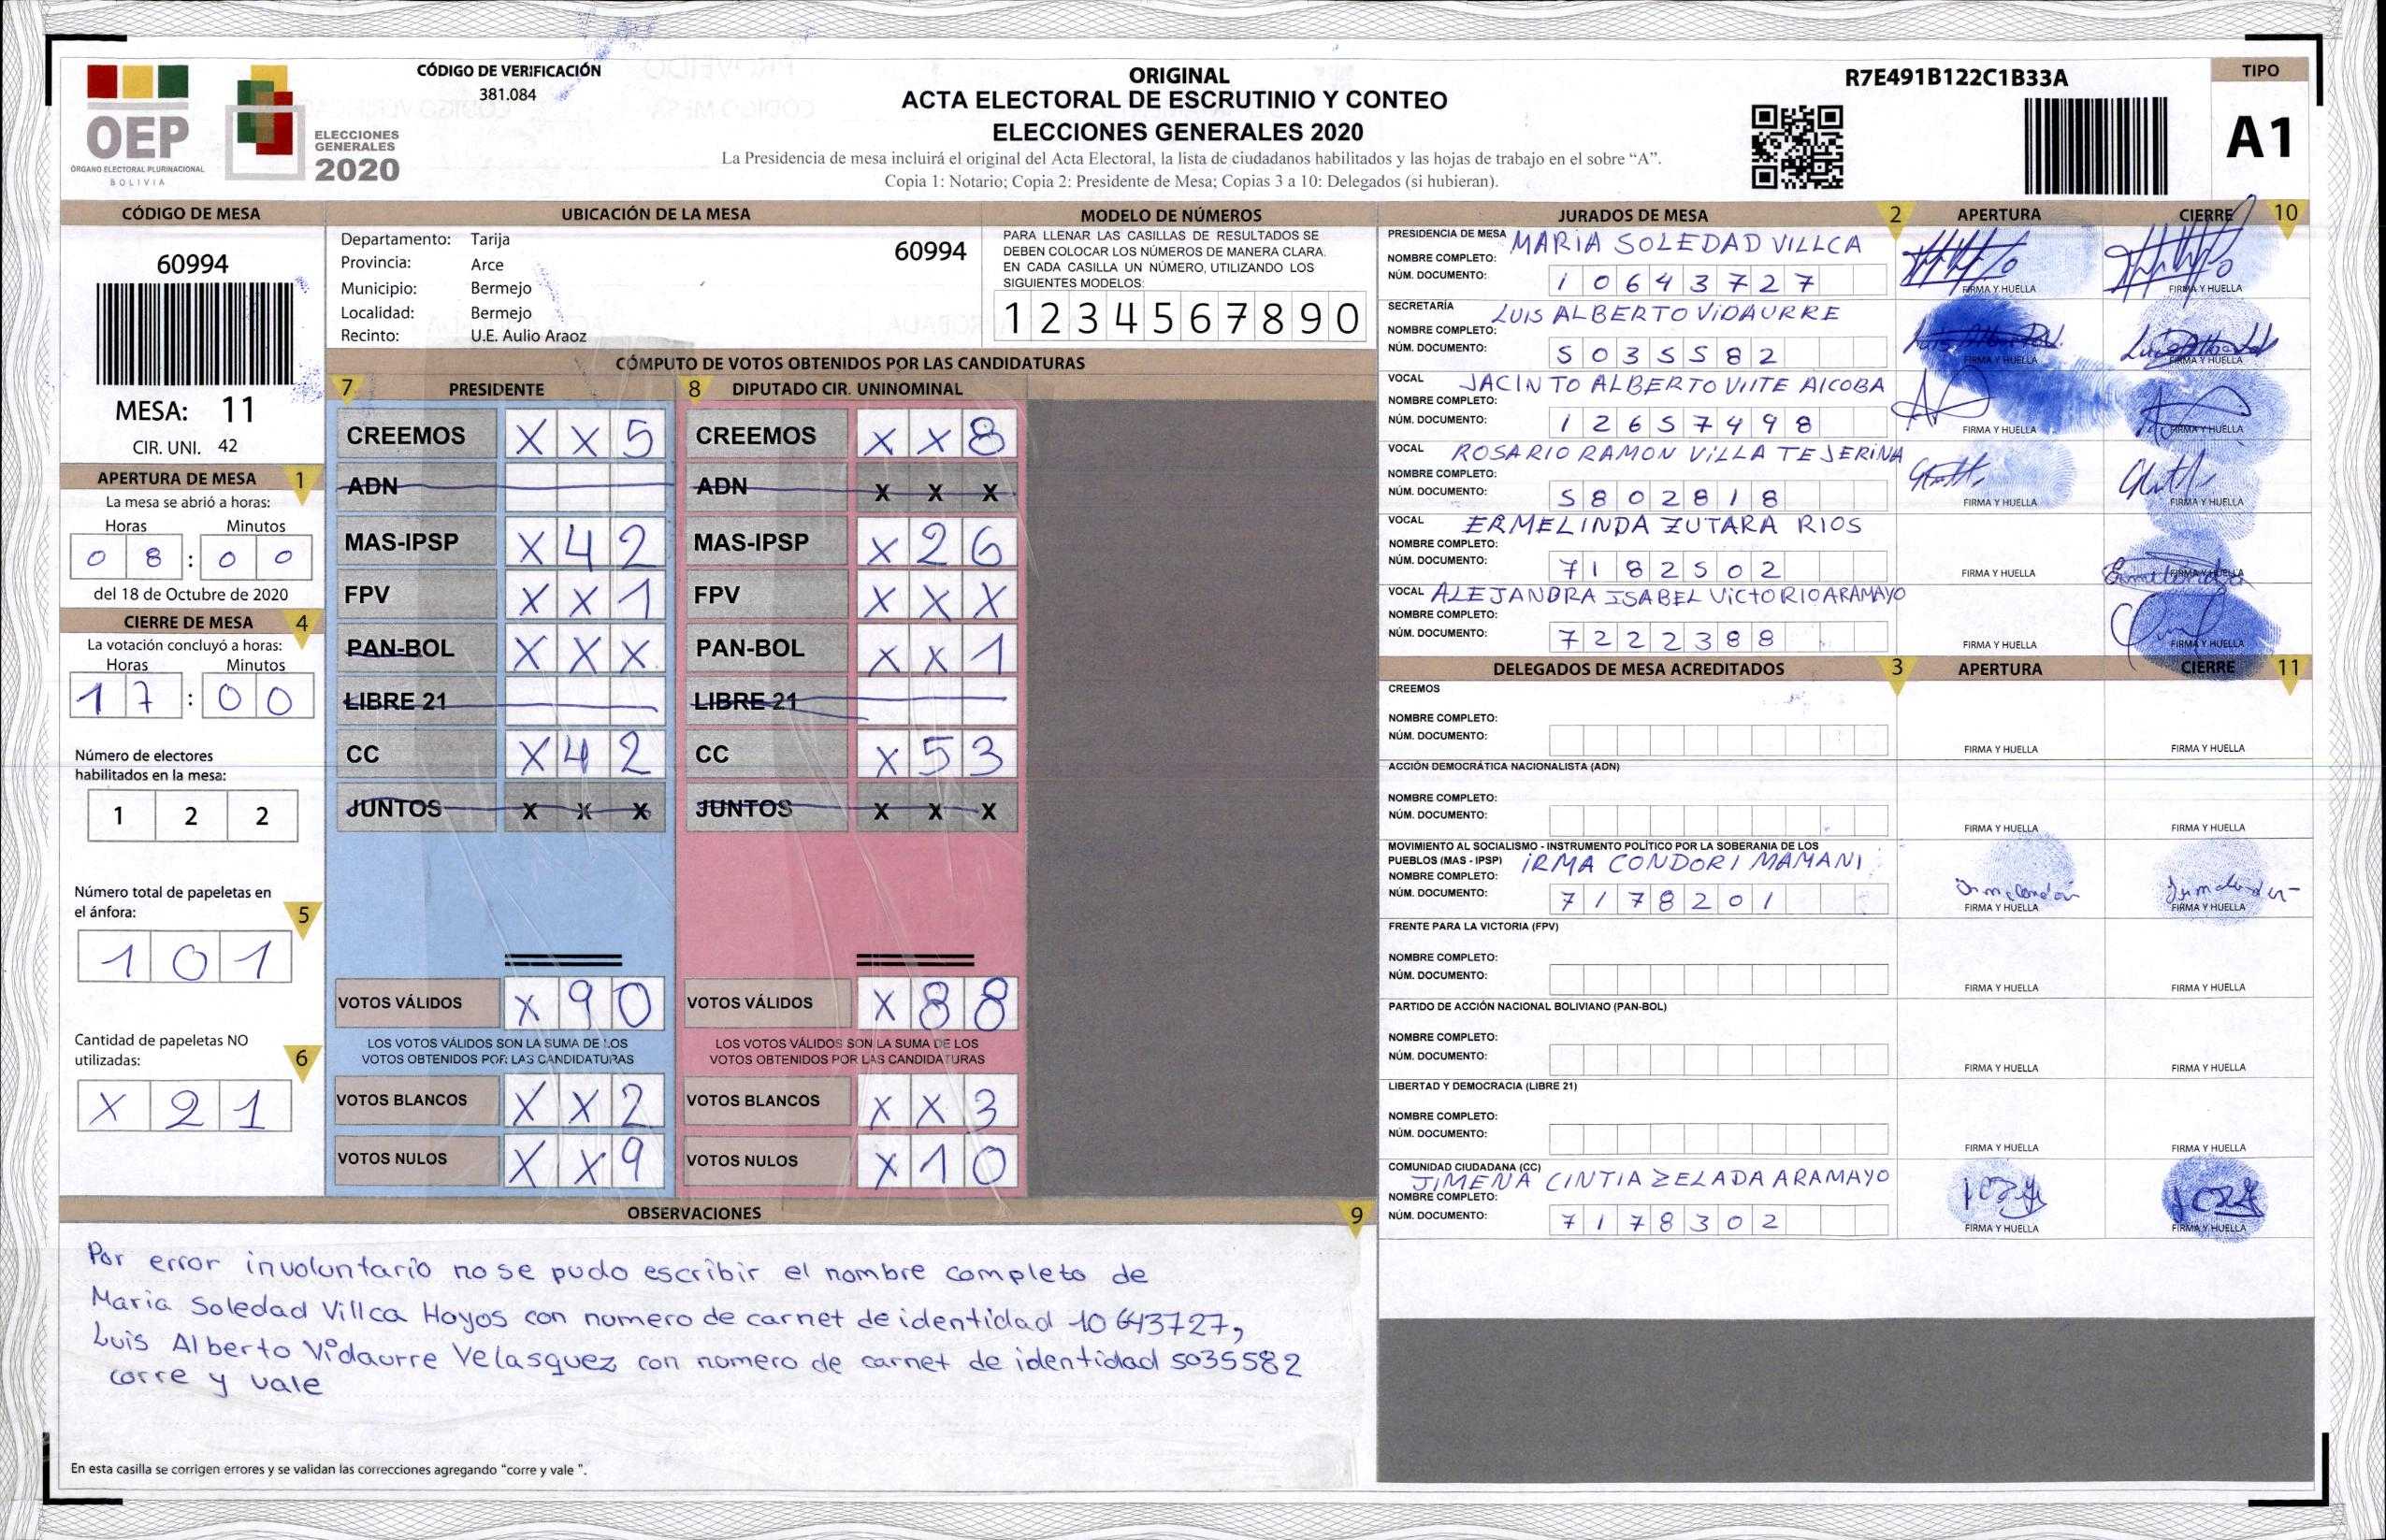 CÓDIGO DE VERIFICACIÓN
381.084
OEP
ÓRGANO ELECTORAL PLURINACIONAL
BOLIVIA
ELECCIONES
GENERALES
2020
ORIGINAL
ACTA ELECTORAL DE ESCRUTINIO Y CONTEO
ELECCIONES GENERALES 2020
La Presidencia de mesa incluirá el original del Acta Electoral, la lista de ciudadanos habilitados y las hojas de trabajo en el sobre “A”.
Copia 1: Notario; Copia 2: Presidente de Mesa; Copias 3 a 10: Delegados (si hubieran).
R7E491B122C1B33A
TIPO
A1
CÓDIGO DE MESA
60994
MESA: 11
CIR. UNI. 42
APERTURA DE MESA 1
La mesa se abrió a horas:
Horas Minutos
0 8 : 0 0
del 18 de Octubre de 2020
CIERRE DE MESA 4
La votación concluyó a horas:
Horas Minutos
1 7 : 0 0
Número de electores
habilitados en la mesa:
1 2 2
Número total de papeletas en
el ánfora: 5
1 0 1
Cantidad de papeletas NO
utilizadas: 6
X 2 1
UBICACIÓN DE LA MESA
Departamento: Tarija 60994
Provincia: Arce
Municipio: Bermejo
Localidad: Bermejo
Recinto: U.E. Aulio Araoz
MODELO DE NÚMEROS
PARA LLENAR LAS CASILLAS DE RESULTADOS SE
DEBEN COLOCAR LOS NÚMEROS DE MANERA CLARA.
EN CADA CASILLA UN NÚMERO, UTILIZANDO LOS
SIGUIENTES MODELOS:
1 2 3 4 5 6 7 8 9 0
CÓMPUTO DE VOTOS OBTENIDOS POR LAS CANDIDATURAS
7 PRESIDENTE 8 DIPUTADO CIR. UNINOMINAL
CREEMOS X X 5 CREEMOS X X 8
ADN ADN X X X
MAS-IPSP X 4 2 MAS-IPSP X 2 6
FPV X X 1 FPV X X X
PAN-BOL X X X PAN-BOL X X 1
LIBRE 21 LIBRE 21
CC X 4 2 CC X 5 3
JUNTOS X X X JUNTOS X X X
VOTOS VÁLIDOS X 9 0 VOTOS VÁLIDOS X 8 8
LOS VOTOS VÁLIDOS SON LA SUMA DE LOS LOS VOTOS VÁLIDOS SON LA SUMA DE LOS
VOTOS OBTENIDOS POR LAS CANDIDATURAS VOTOS OBTENIDOS POR LAS CANDIDATURAS
VOTOS BLANCOS X X 2 VOTOS BLANCOS X X 3
VOTOS NULOS X X 9 VOTOS NULOS X 1 0
OBSERVACIONES 9
Por error involuntario no se pudo escribir el nombre completo de
Maria Soledad Villca Hoyos con numero de carnet de identidad 10643727,
Luis Alberto Vidaurre Velasquez con numero de carnet de identidad 5035582
corre y vale
En esta casilla se corrigen errores y se validan las correcciones agregando “corre y vale ”.
JURADOS DE MESA 2 APERTURA CIERRE 10
PRESIDENCIA DE MESA MARIA SOLEDAD VILLCA
NOMBRE COMPLETO:
NÚM. DOCUMENTO: 1 0 6 4 3 7 2 7
FIRMA Y HUELLA FIRMA Y HUELLA
SECRETARÍA LUIS ALBERTO ViDAURRE
NOMBRE COMPLETO:
NÚM. DOCUMENTO: 5 0 3 5 5 8 2
FIRMA Y HUELLA FIRMA Y HUELLA
VOCAL JACINTO ALBERTO VIITE AICOBA
NOMBRE COMPLETO:
NÚM. DOCUMENTO: 1 2 6 5 7 4 9 8
FIRMA Y HUELLA FIRMA Y HUELLA
VOCAL ROSARIO RAMON VILLA TEJERINA
NOMBRE COMPLETO:
NÚM. DOCUMENTO: 5 8 0 2 8 1 8
FIRMA Y HUELLA FIRMA Y HUELLA
VOCAL ERMELINDA ZUTARA RIOS
NOMBRE COMPLETO:
NÚM. DOCUMENTO: 7 1 8 2 5 0 2
FIRMA Y HUELLA FIRMA Y HUELLA
VOCAL ALEJANDRA ISABEL VICTORIO ARAMAYO
NOMBRE COMPLETO:
NÚM. DOCUMENTO: 7 2 2 2 3 8 8
FIRMA Y HUELLA FIRMA Y HUELLA
DELEGADOS DE MESA ACREDITADOS 3 APERTURA CIERRE 11
CREEMOS
NOMBRE COMPLETO:
NÚM. DOCUMENTO:
FIRMA Y HUELLA FIRMA Y HUELLA
ACCIÓN DEMOCRÁTICA NACIONALISTA (ADN)
NOMBRE COMPLETO:
NÚM. DOCUMENTO:
FIRMA Y HUELLA FIRMA Y HUELLA
MOVIMIENTO AL SOCIALISMO - INSTRUMENTO POLÍTICO POR LA SOBERANIA DE LOS
PUEBLOS (MAS - IPSP) IRMA CONDORI MAMANI
NOMBRE COMPLETO:
NÚM. DOCUMENTO: 7 1 7 8 2 0 1
FIRMA Y HUELLA FIRMA Y HUELLA
FRENTE PARA LA VICTORIA (FPV)
NOMBRE COMPLETO:
NÚM. DOCUMENTO:
FIRMA Y HUELLA FIRMA Y HUELLA
PARTIDO DE ACCIÓN NACIONAL BOLIVIANO (PAN-BOL)
NOMBRE COMPLETO:
NÚM. DOCUMENTO:
FIRMA Y HUELLA FIRMA Y HUELLA
LIBERTAD Y DEMOCRACIA (LIBRE 21)
NOMBRE COMPLETO:
NÚM. DOCUMENTO:
FIRMA Y HUELLA FIRMA Y HUELLA
COMUNIDAD CIUDADANA (CC)
JIMENA CINTIA ZELADA ARAMAYO
NOMBRE COMPLETO:
NÚM. DOCUMENTO: 7 1 7 8 3 0 2
FIRMA Y HUELLA FIRMA Y HUELLA